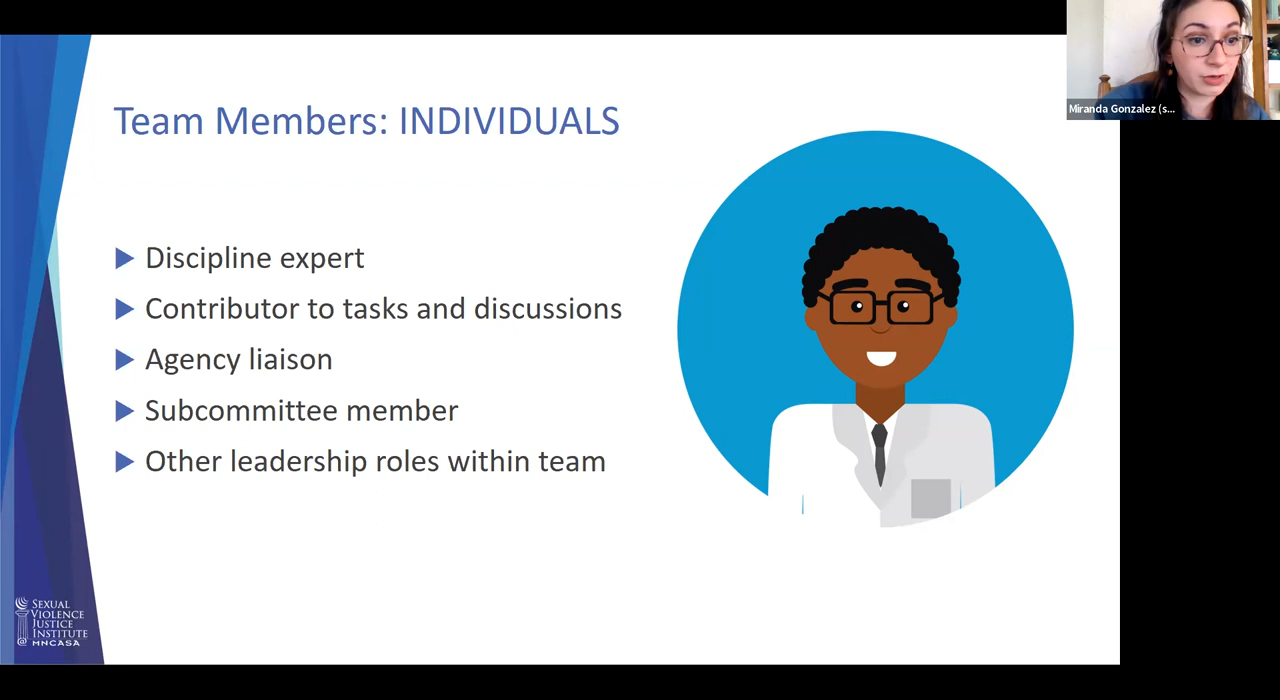 Miranda Gonzalez (s...
Team Members: INDIVIDUALS
Discipline expert
Contributor to tasks and discussions
Agency liaison
Subcommittee member
Other leadership roles within team
SEXUAL
VIOLENCE
JUSTICE
INSTITUTE
@ MNCASA